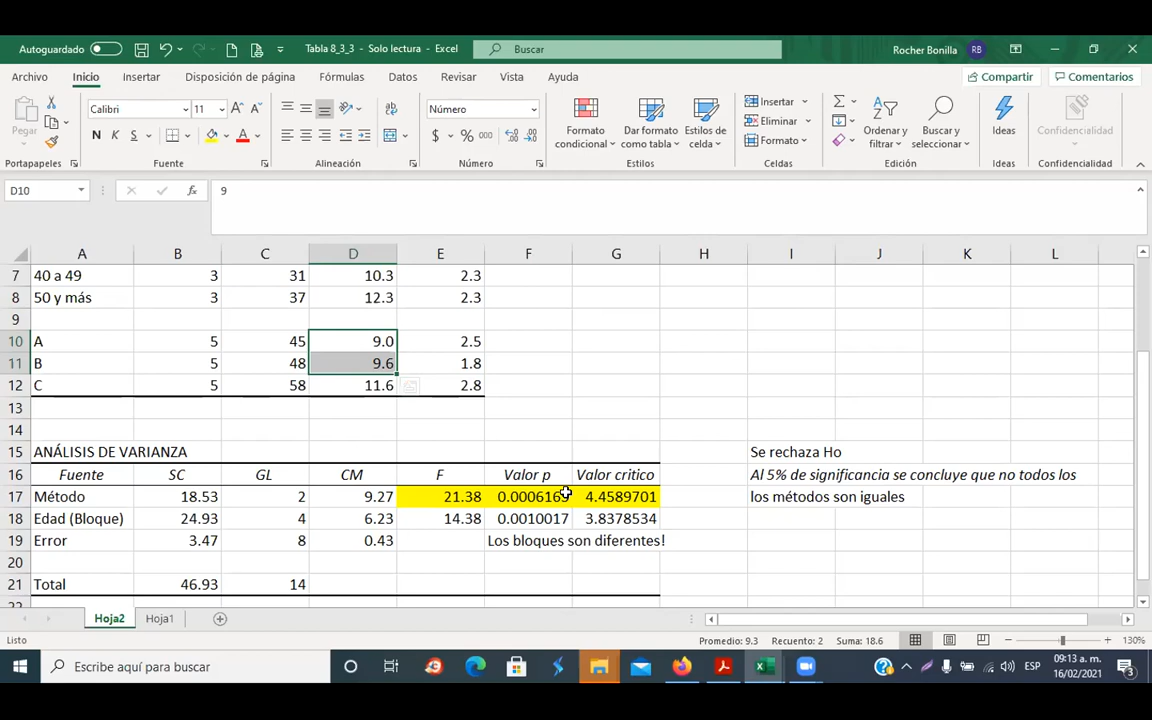 Autoguardado
Tabla 8_3_3 - Solo lectura - Excel
Buscar
Rocher Bonilla RB
Archivo Inicio Insertar Disposición de página Fórmulas Datos Revisar Vista Ayuda
Compartir Comentarios
Pegar
Calibri 11
N K S
Número
$ % 000
Formato condicional
Dar formato como tabla
Estilos de celda
Insertar
Eliminar
Formato
Ordenar y filtrar
Buscar y seleccionar
Ideas
Confidencialidad
Portapapeles Fuente Alineación Número Estilos Celdas Edición Ideas Confidencialidad
D10 fx 9
A B C D E F G H I J K L
7 40 a 49 3 31 10.3 2.3
8 50 y más 3 37 12.3 2.3
9
10 A 5 45 9.0 2.5
11 B 5 48 9.6 1.8
12 C 5 58 11.6 2.8
13
14
15 ANÁLISIS DE VARIANZA Se rechaza Ho
16 Fuente SC GL CM F Valor p Valor critico Al 5% de significancia se concluye que no todos los
17 Método 18.53 2 9.27 21.38 4.4589701 los métodos son iguales
18 Edad (Bloque) 24.93 4 6.23 14.38 0.0010017 3.8378534
19 Error 3.47 8 0.43 Los bloques son diferentes!
20
21 Total 46.93 14
Hoja2 Hoja1
Listo Promedio: 9.3 Recuento: 2 Suma: 18.6 130%
Escribe aquí para buscar
ESP
09:13 a. m.
16/02/2021
3